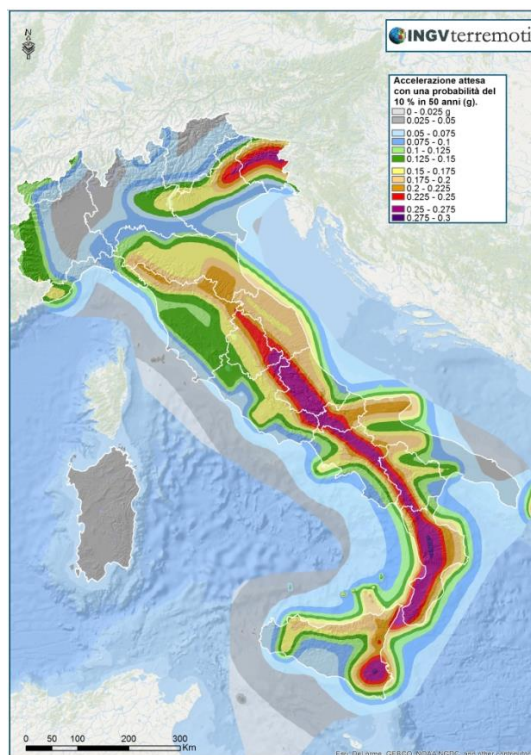 INGVterremoti
Accelerazione attesa
con una probabilità del
10 % in 50 anni (g).
0 - 0.025 g
0.025 - 0.05
0.05 - 0.075
0.075 - 0.1
0.1 - 0.125
0.125 - 0.15
0.15 - 0.175
0.175 - 0.2
0.2 - 0.225
0.225 - 0.25
0.25 - 0.275
0.275 - 0.3
0 50 100 200 300
Km